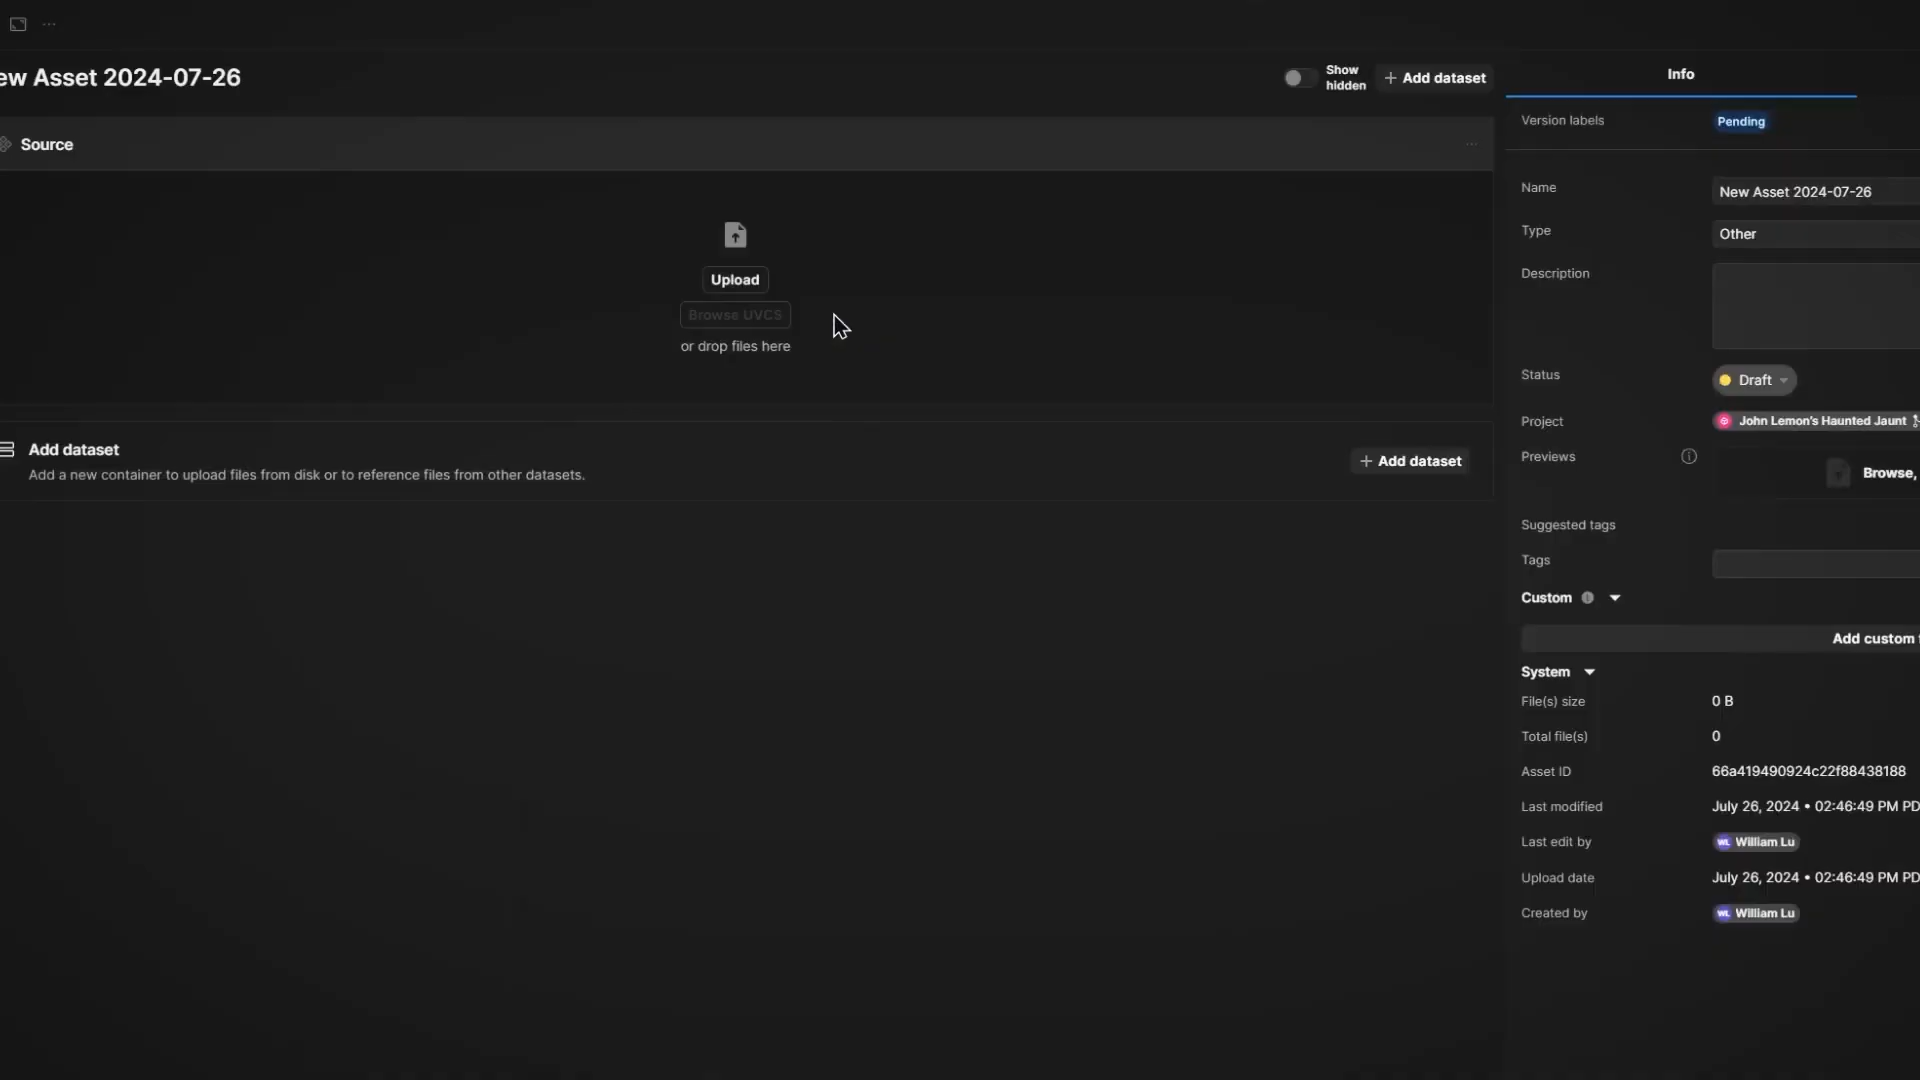 ew Asset 2024-07-26
Show hidden
+ Add dataset
Source
Upload
Browse UVCS
or drop files here
Add dataset
Add a new container to upload files from disk or to reference files from other datasets.
+ Add dataset
Info
Version labels
Pending
Name
New Asset 2024-07-26
Type
Other
Description
Status
Draft
Project
John Lemon's Haunted Jaunt
Previews
Browse,
Suggested tags
Tags
Custom
Add custom
System
File(s) size
0 B
Total file(s)
0
Asset ID
66a419490924c22f88438188
Last modified
July 26, 2024 • 02:46:49 PM PD
Last edit by
WL William Lu
Upload date
July 26, 2024 • 02:46:49 PM PD
Created by
WL William Lu